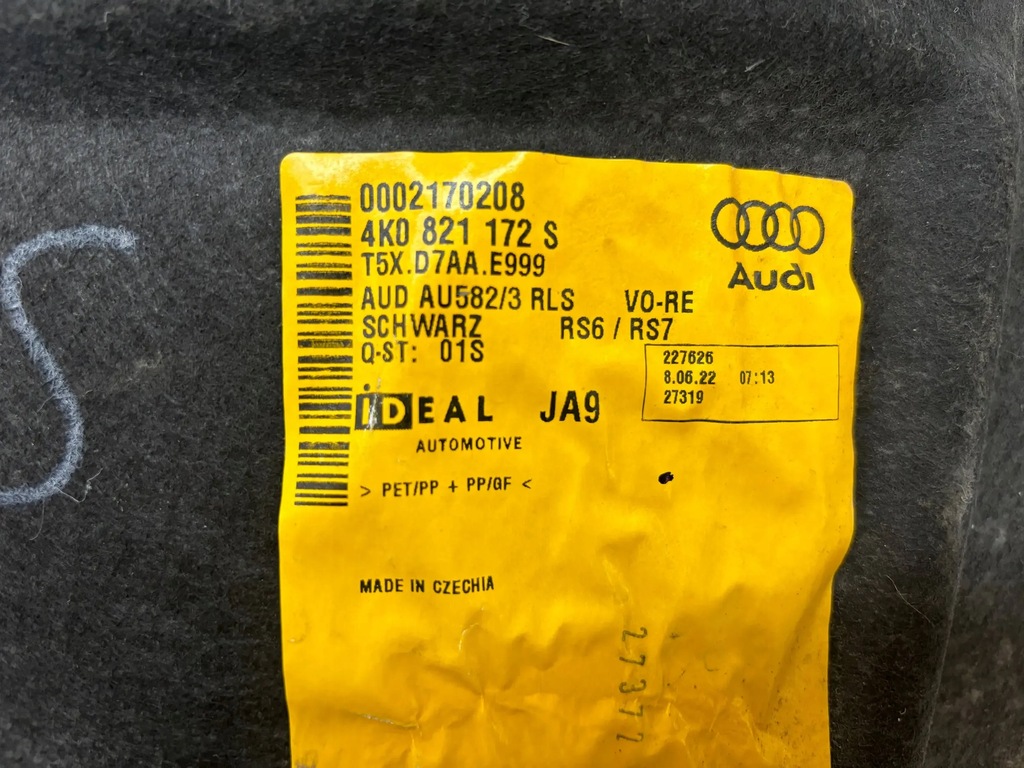 0002170208
4K0 821 172 S
T5X.D7AA.E999
AUD AU582/3 RLS VO-RE
SCHWARZ RS6 / RS7
Q-ST: 01S
Audi
227626
8.06.22 07:13
27319
iDEAL JA9
AUTOMOTIVE
> PET/PP + PP/GF <
MADE IN CZECHIA
27372
S